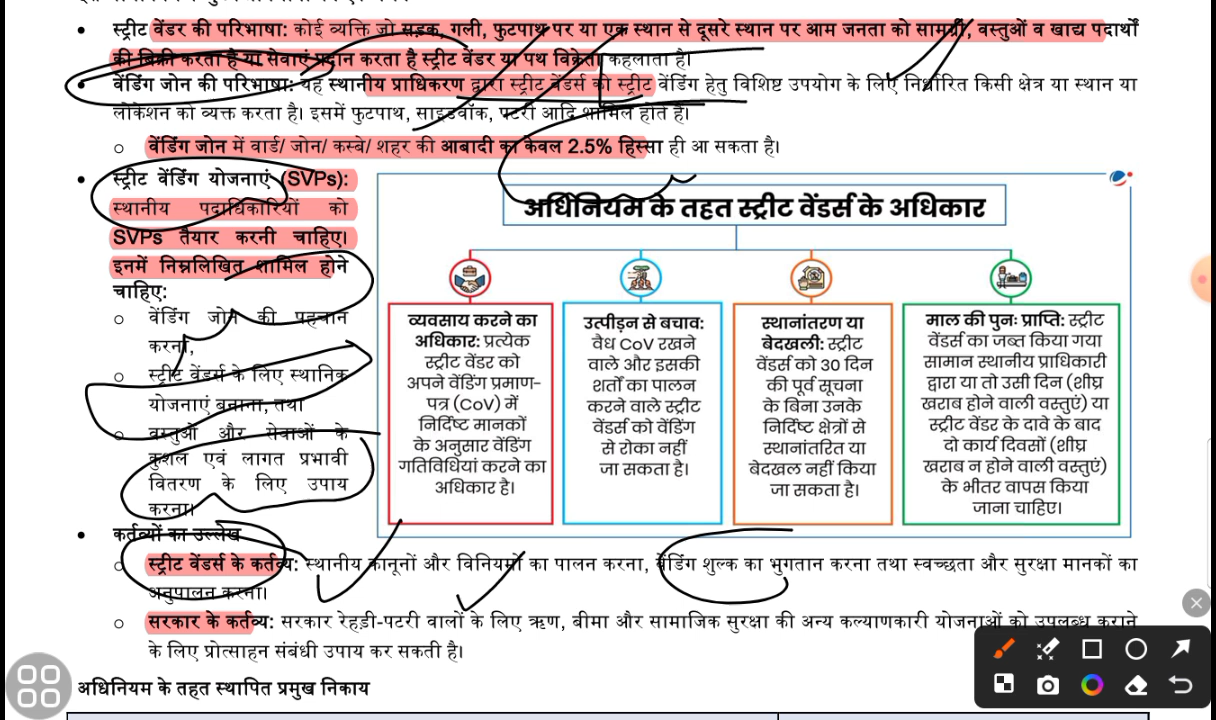 स्ट्रीट वेंडर की परिभाषा: कोई व्यक्ति जो सड़क, गली, फुटपाथ पर या एक स्थान से दूसरे स्थान पर आम जनता को सामग्री, वस्तुओं व खाद्य पदार्थों
की बिक्री करता है या सेवाएं प्रदान करता है स्ट्रीट वेंडर या पथ विक्रेता कहलाता है।
वेंडिंग जोन की परिभाषा: यह स्थानीय प्राधिकरण द्वारा स्ट्रीट वेंडर्स को स्ट्रीट वेंडिंग हेतु विशिष्ट उपयोग के लिए निर्धारित किसी क्षेत्र या स्थान या
लोकेशन को व्यक्त करता है। इसमें फुटपाथ, साइडवॉक, पटरी आदि शामिल होते हैं।
वेंडिंग जोन में वार्ड/ जोन/ कस्बे/ शहर की आबादी का केवल 2.5% हिस्सा ही आ सकता है।
स्ट्रीट वेंडिंग योजनाएं (SVPs):
स्थानीय पदाधिकारियों को
SVPs तैयार करनी चाहिए।
इनमें निम्नलिखित शामिल होने
चाहिए:
वेंडिंग जोन की पहचान
करना,
स्ट्रीट वेंडर्स के लिए स्थानिक
योजनाएं बनाना, तथा
वस्तुओं और सेवाओं के
कुशल एवं लागत प्रभावी
वितरण के लिए उपाय
करना।
अधिनियम के तहत स्ट्रीट वेंडर्स के अधिकार
व्यवसाय करने का
अधिकार: प्रत्येक
स्ट्रीट वेंडर को
अपने वेंडिंग प्रमाण-
पत्र (CoV) में
निर्दिष्ट मानकों
के अनुसार वेंडिंग
गतिविधियां करने का
अधिकार है।
उत्पीड़न से बचाव:
वैध CoV रखने
वाले और इसकी
शर्तों का पालन
करने वाले स्ट्रीट
वेंडर्स को वेंडिंग
से रोका नहीं
जा सकता है।
स्थानांतरण या
बेदखली: स्ट्रीट
वेंडर्स को 30 दिन
की पूर्व सूचना
के बिना उनके
निर्दिष्ट क्षेत्रों से
स्थानांतरित या
बेदखल नहीं किया
जा सकता है।
माल की पुनः प्राप्ति: स्ट्रीट
वेंडर्स का जब्त किया गया
सामान स्थानीय प्राधिकारी
द्वारा या तो उसी दिन (शीघ्र
खराब होने वाली वस्तुएं) या
स्ट्रीट वेंडर के दावे के बाद
दो कार्य दिवसों (शीघ्र
खराब न होने वाली वस्तुएं)
के भीतर वापस किया
जाना चाहिए।
कर्तव्यों का उल्लेख
स्ट्रीट वेंडर्स के कर्तव्य: स्थानीय कानूनों और विनियमों का पालन करना, वेंडिंग शुल्क का भुगतान करना तथा स्वच्छता और सुरक्षा मानकों का
अनुपालन करना।
सरकार के कर्तव्य: सरकार रेहड़ी-पटरी वालों के लिए ऋण, बीमा और सामाजिक सुरक्षा की अन्य कल्याणकारी योजनाओं को उपलब्ध कराने
के लिए प्रोत्साहन संबंधी उपाय कर सकती है।
अधिनियम के तहत स्थापित प्रमुख निकाय